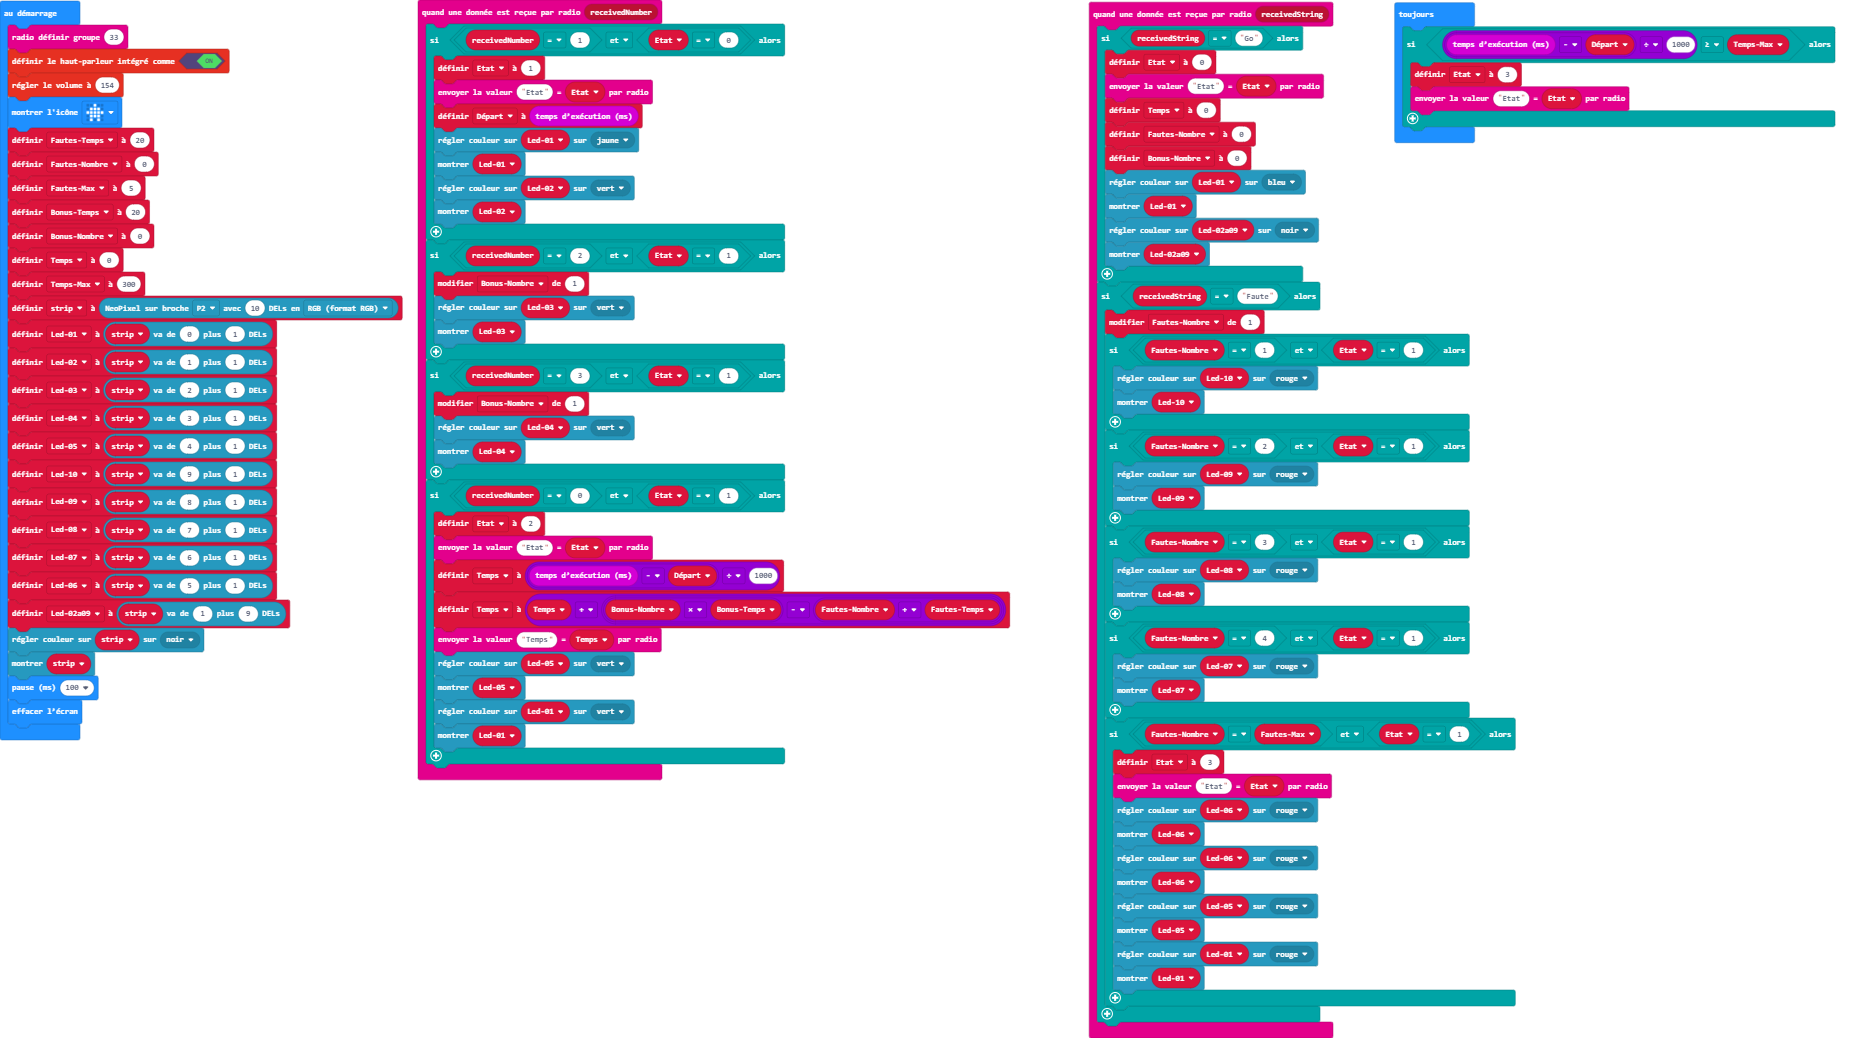 au démarrage
radio définir groupe 33
définir le haut-parleur intégré comme ON
régler le volume à 154
montrer l'icône
définir Fautes-Temps à 20
définir Fautes-Nombre à 0
définir Fautes-Max à 5
définir Bonus-Temps à 20
définir Bonus-Nombre à 0
définir Temps à 0
définir Temps-Max à 300
définir strip à NeoPixel sur broche P2 avec 10 DELs en RGB (format RGB)
définir Led-01 à strip va de 0 plus 1 DELs
définir Led-02 à strip va de 1 plus 1 DELs
définir Led-03 à strip va de 2 plus 1 DELs
définir Led-04 à strip va de 3 plus 1 DELs
définir Led-05 à strip va de 4 plus 1 DELs
définir Led-10 à strip va de 9 plus 1 DELs
définir Led-09 à strip va de 8 plus 1 DELs
définir Led-08 à strip va de 7 plus 1 DELs
définir Led-07 à strip va de 6 plus 1 DELs
définir Led-06 à strip va de 5 plus 1 DELs
définir Led-02a09 à strip va de 1 plus 9 DELs
régler couleur sur strip sur noir
montrer strip
pause (ms) 100
effacer l'écran
quand une donnée est reçue par radio receivedNumber
si receivedNumber = 1 et Etat = 0 alors
définir Etat à 1
envoyer la valeur "Etat" = Etat par radio
définir Départ à temps d'exécution (ms)
régler couleur sur Led-01 sur jaune
montrer Led-01
régler couleur sur Led-02 sur vert
montrer Led-02
si receivedNumber = 2 et Etat = 1 alors
modifier Bonus-Nombre de 1
régler couleur sur Led-03 sur vert
montrer Led-03
si receivedNumber = 3 et Etat = 1 alors
modifier Bonus-Nombre de 1
régler couleur sur Led-04 sur vert
montrer Led-04
si receivedNumber = 0 et Etat = 1 alors
définir Etat à 2
envoyer la valeur "Etat" = Etat par radio
définir Temps à temps d'exécution (ms) - Départ ÷ 1000
définir Temps à Temps + Bonus-Nombre × Bonus-Temps - Fautes-Nombre + Fautes-Temps
envoyer la valeur "Temps" = Temps par radio
régler couleur sur Led-05 sur vert
montrer Led-05
régler couleur sur Led-01 sur vert
montrer Led-01
quand une donnée est reçue par radio receivedString
si receivedString = "Go" alors
définir Etat à 0
envoyer la valeur "Etat" = Etat par radio
définir Temps à 0
définir Fautes-Nombre à 0
définir Bonus-Nombre à 0
régler couleur sur Led-01 sur bleu
montrer Led-01
régler couleur sur Led-02a09 sur noir
montrer Led-02a09
si receivedString = "Faute" alors
modifier Fautes-Nombre de 1
si Fautes-Nombre = 1 et Etat = 1 alors
régler couleur sur Led-10 sur rouge
montrer Led-10
si Fautes-Nombre = 2 et Etat = 1 alors
régler couleur sur Led-09 sur rouge
montrer Led-09
si Fautes-Nombre = 3 et Etat = 1 alors
régler couleur sur Led-08 sur rouge
montrer Led-08
si Fautes-Nombre = 4 et Etat = 1 alors
régler couleur sur Led-07 sur rouge
montrer Led-07
si Fautes-Nombre = Fautes-Max et Etat = 1 alors
définir Etat à 3
envoyer la valeur "Etat" = Etat par radio
régler couleur sur Led-06 sur rouge
montrer Led-06
régler couleur sur Led-06 sur rouge
montrer Led-06
régler couleur sur Led-05 sur rouge
montrer Led-05
régler couleur sur Led-01 sur rouge
montrer Led-01
toujours
si temps d'exécution (ms) - Départ ÷ 1000 ≥ Temps-Max alors
définir Etat à 3
envoyer la valeur "Etat" = Etat par radio